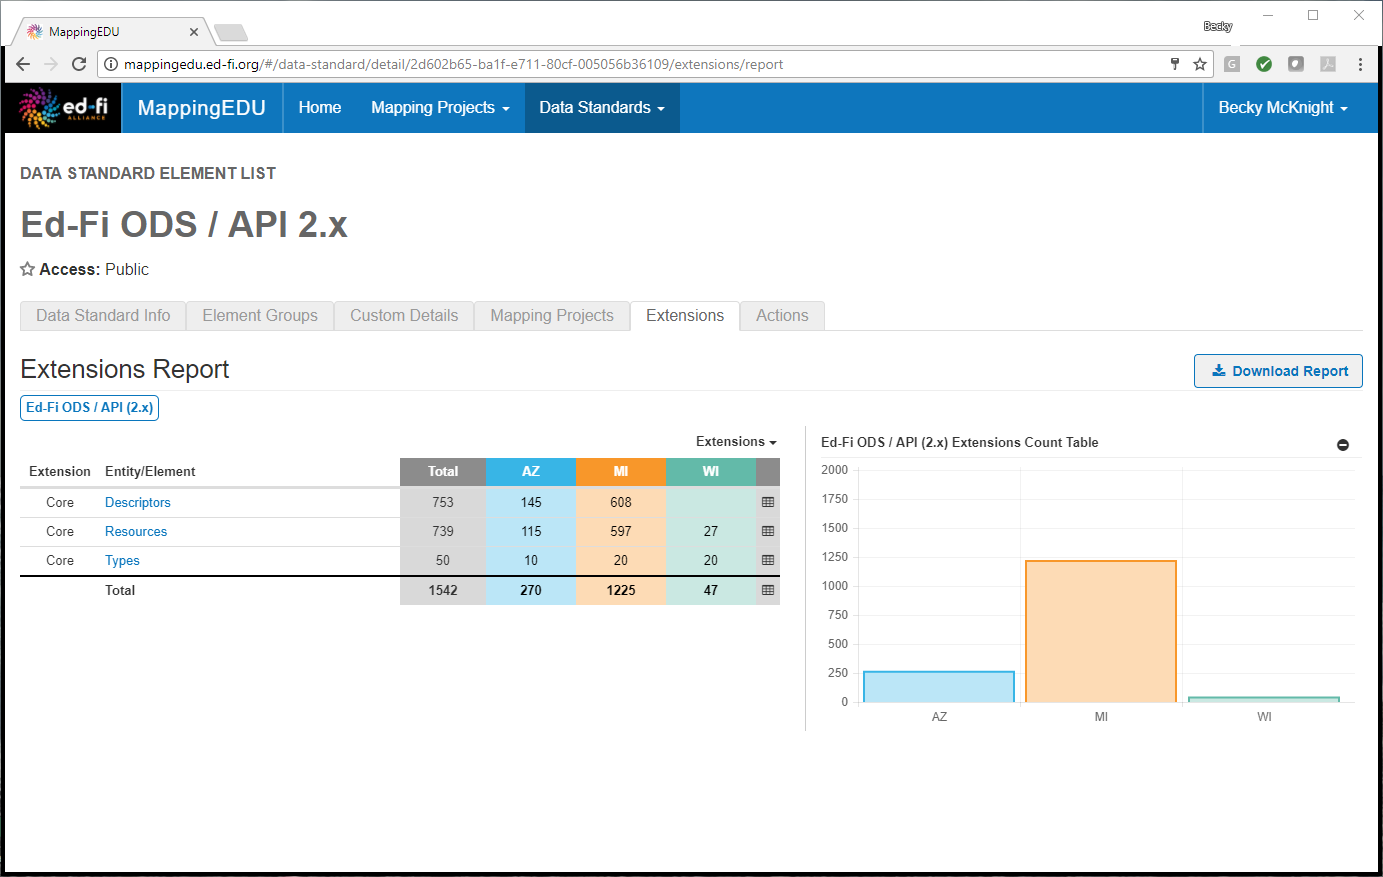 MappingEDU
Becky
mappingedu.ed-fi.org/#/data-standard/detail/2d602b65-ba1f-e711-80cf-005056b36109/extensions/report
G
ed-fi
ALLIANCE
MappingEDU Home Mapping Projects Data Standards Becky McKnight
DATA STANDARD ELEMENT LIST
Ed-Fi ODS / API 2.x
Access: Public
Data Standard Info Element Groups Custom Details Mapping Projects Extensions Actions
Extensions Report
Download Report
Ed-Fi ODS / API (2.x)
Extensions
Extension Entity/Element Total AZ MI WI
Core Descriptors 753 145 608
Core Resources 739 115 597 27
Core Types 50 10 20 20
Total 1542 270 1225 47
Ed-Fi ODS / API (2.x) Extensions Count Table
2000
1750
1500
1250
1000
750
500
250
0
AZ MI WI